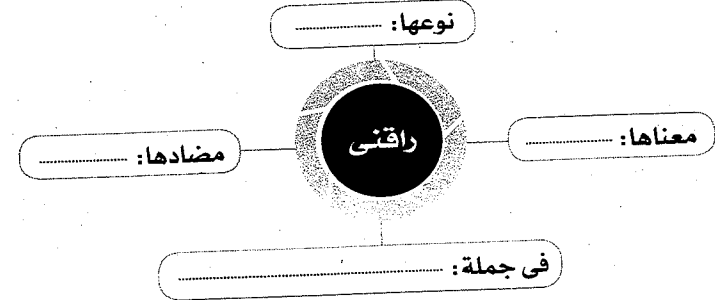 نوعها: ....................
معناها: ....................
راقنى
مضادها: ....................
فى جملة: ............................................................